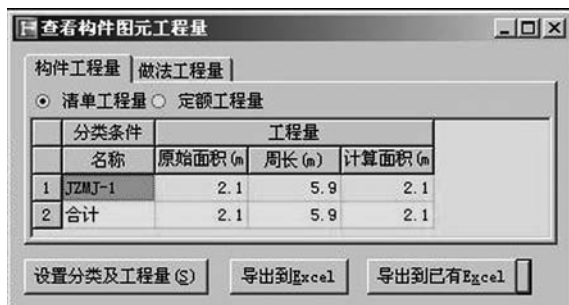 查看构件图元工程量
构件工程量 做法工程量
清单工程量 定额工程量
分类条件 工程量
名称 原始面积(m 周长(m) 计算面积(m
1 JZMJ-1 2.1 5.9 2.1
2 合计 2.1 5.9 2.1
设置分类及工程量(S) 导出到Excel 导出到已有Excel